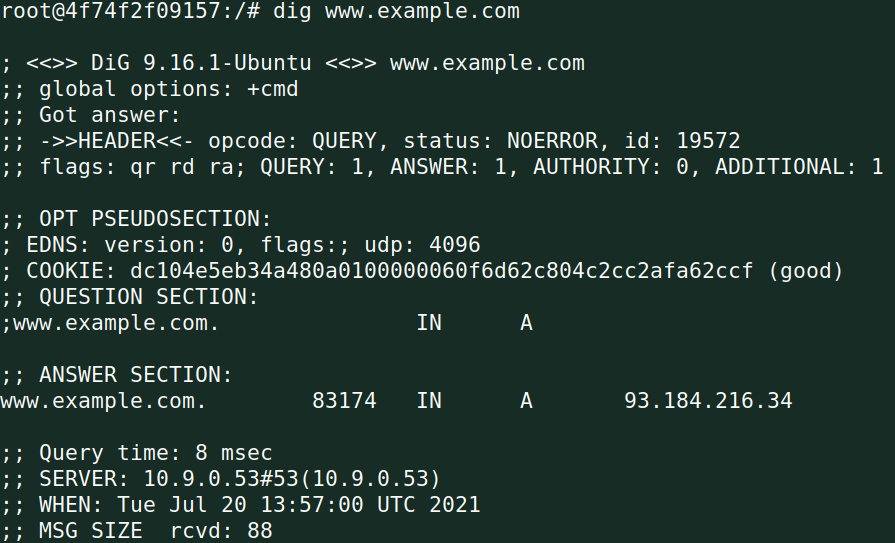 root@4f74f2f09157:/# dig www.example.com
; <<>> DiG 9.16.1-Ubuntu <<>> www.example.com
;; global options: +cmd
;; Got answer:
;; ->>HEADER<<- opcode: QUERY, status: NOERROR, id: 19572
;; flags: qr rd ra; QUERY: 1, ANSWER: 1, AUTHORITY: 0, ADDITIONAL: 1
;; OPT PSEUDOSECTION:
; EDNS: version: 0, flags:; udp: 4096
; COOKIE: dc104e5eb34a480a0100000060f6d62c804c2cc2afa62ccf (good)
;; QUESTION SECTION:
;www.example.com. IN A
;; ANSWER SECTION:
www.example.com. 83174 IN A 93.184.216.34
;; Query time: 8 msec
;; SERVER: 10.9.0.53#53(10.9.0.53)
;; WHEN: Tue Jul 20 13:57:00 UTC 2021
;; MSG SIZE rcvd: 88